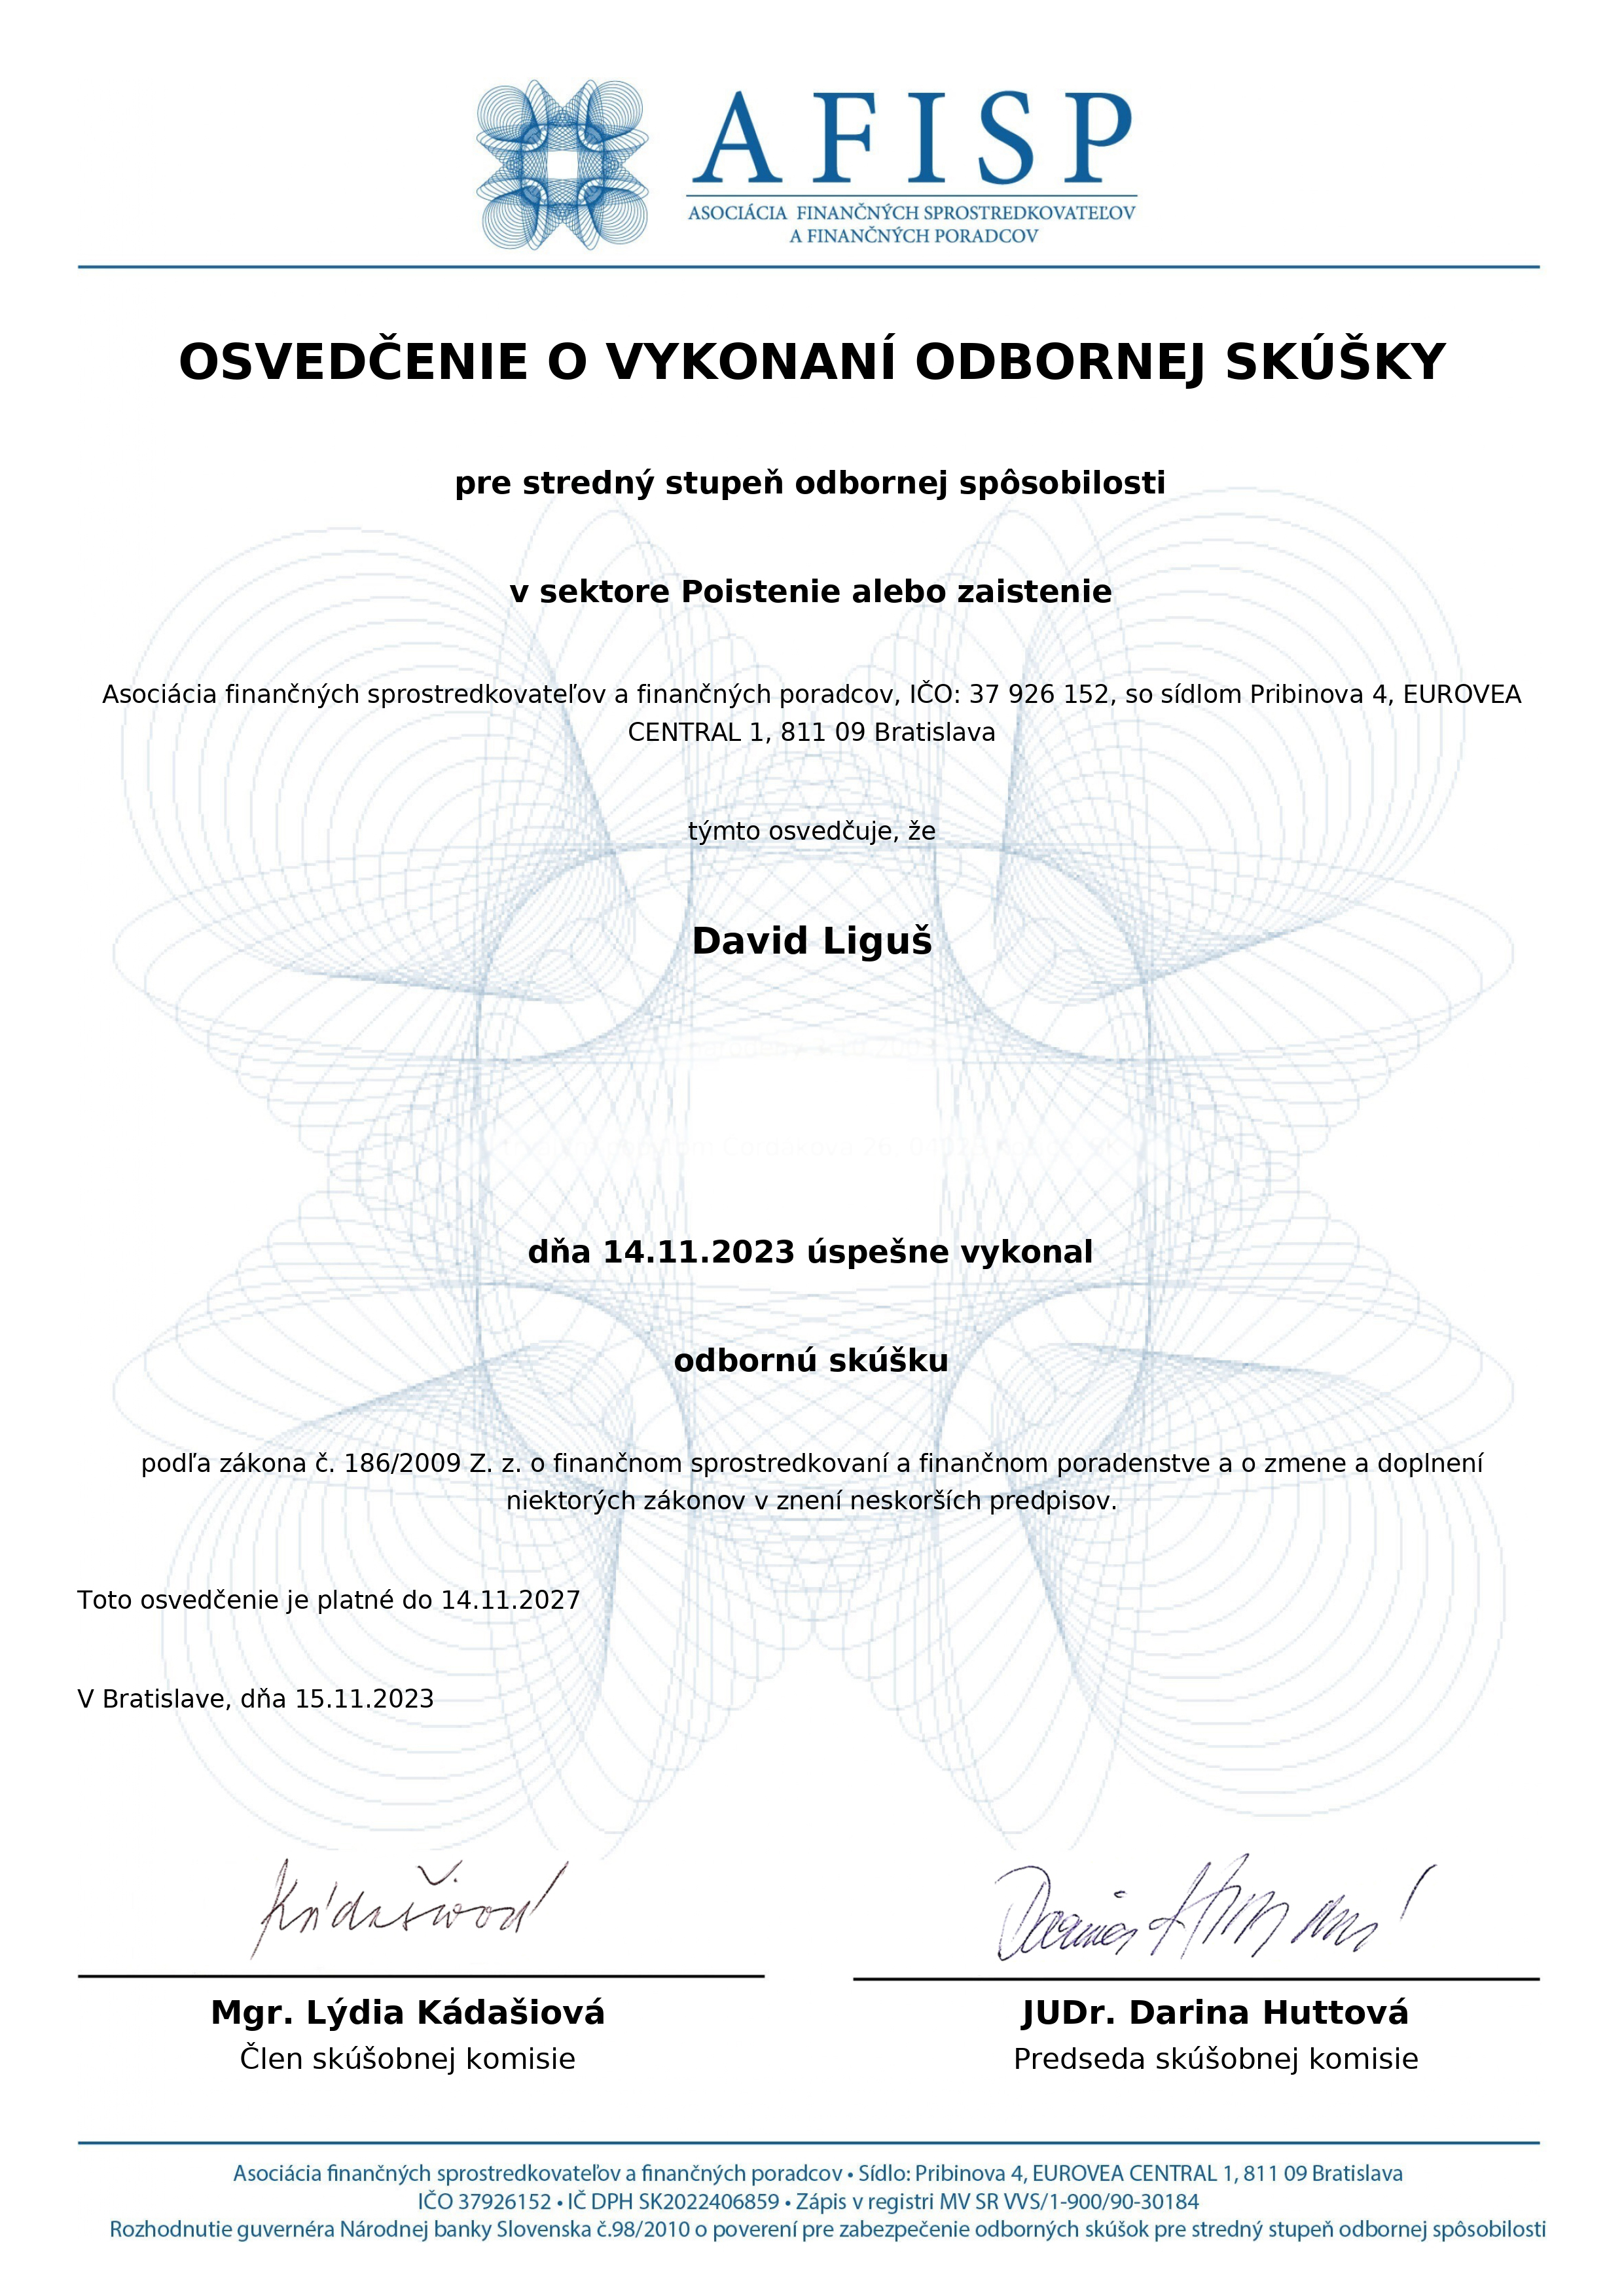 AFISP
ASOCIÁCIA FINANČNÝCH SPROSTREDKOVATEĽOV
A FINANČNÝCH PORADCOV
OSVEDČENIE O VYKONANÍ ODBORNEJ SKÚŠKY
pre stredný stupeň odbornej spôsobilosti
v sektore Poistenie alebo zaistenie
Asociácia finančných sprostredkovateľov a finančných poradcov, IČO: 37 926 152, so sídlom Pribinova 4, EUROVEA
CENTRAL 1, 811 09 Bratislava
týmto osvedčuje, že
David Liguš
dňa 14.11.2023 úspešne vykonal
odbornú skúšku
podľa zákona č. 186/2009 Z. z. o finančnom sprostredkovaní a finančnom poradenstve a o zmene a doplnení
niektorých zákonov v znení neskorších predpisov.
Toto osvedčenie je platné do 14.11.2027
V Bratislave, dňa 15.11.2023
Mgr. Lýdia Kádašiová
Člen skúšobnej komisie
JUDr. Darina Huttová
Predseda skúšobnej komisie
Asociácia finančných sprostredkovateľov a finančných poradcov • Sídlo: Pribinova 4, EUROVEA CENTRAL 1, 811 09 Bratislava
IČO 37926152 • IČ DPH SK2022406859 • Zápis v registri MV SR VVS/1-900/90-30184
Rozhodnutie guvernéra Národnej banky Slovenska č.98/2010 o poverení pre zabezpečenie odborných skúšok pre stredný stupeň odbornej spôsobilosti